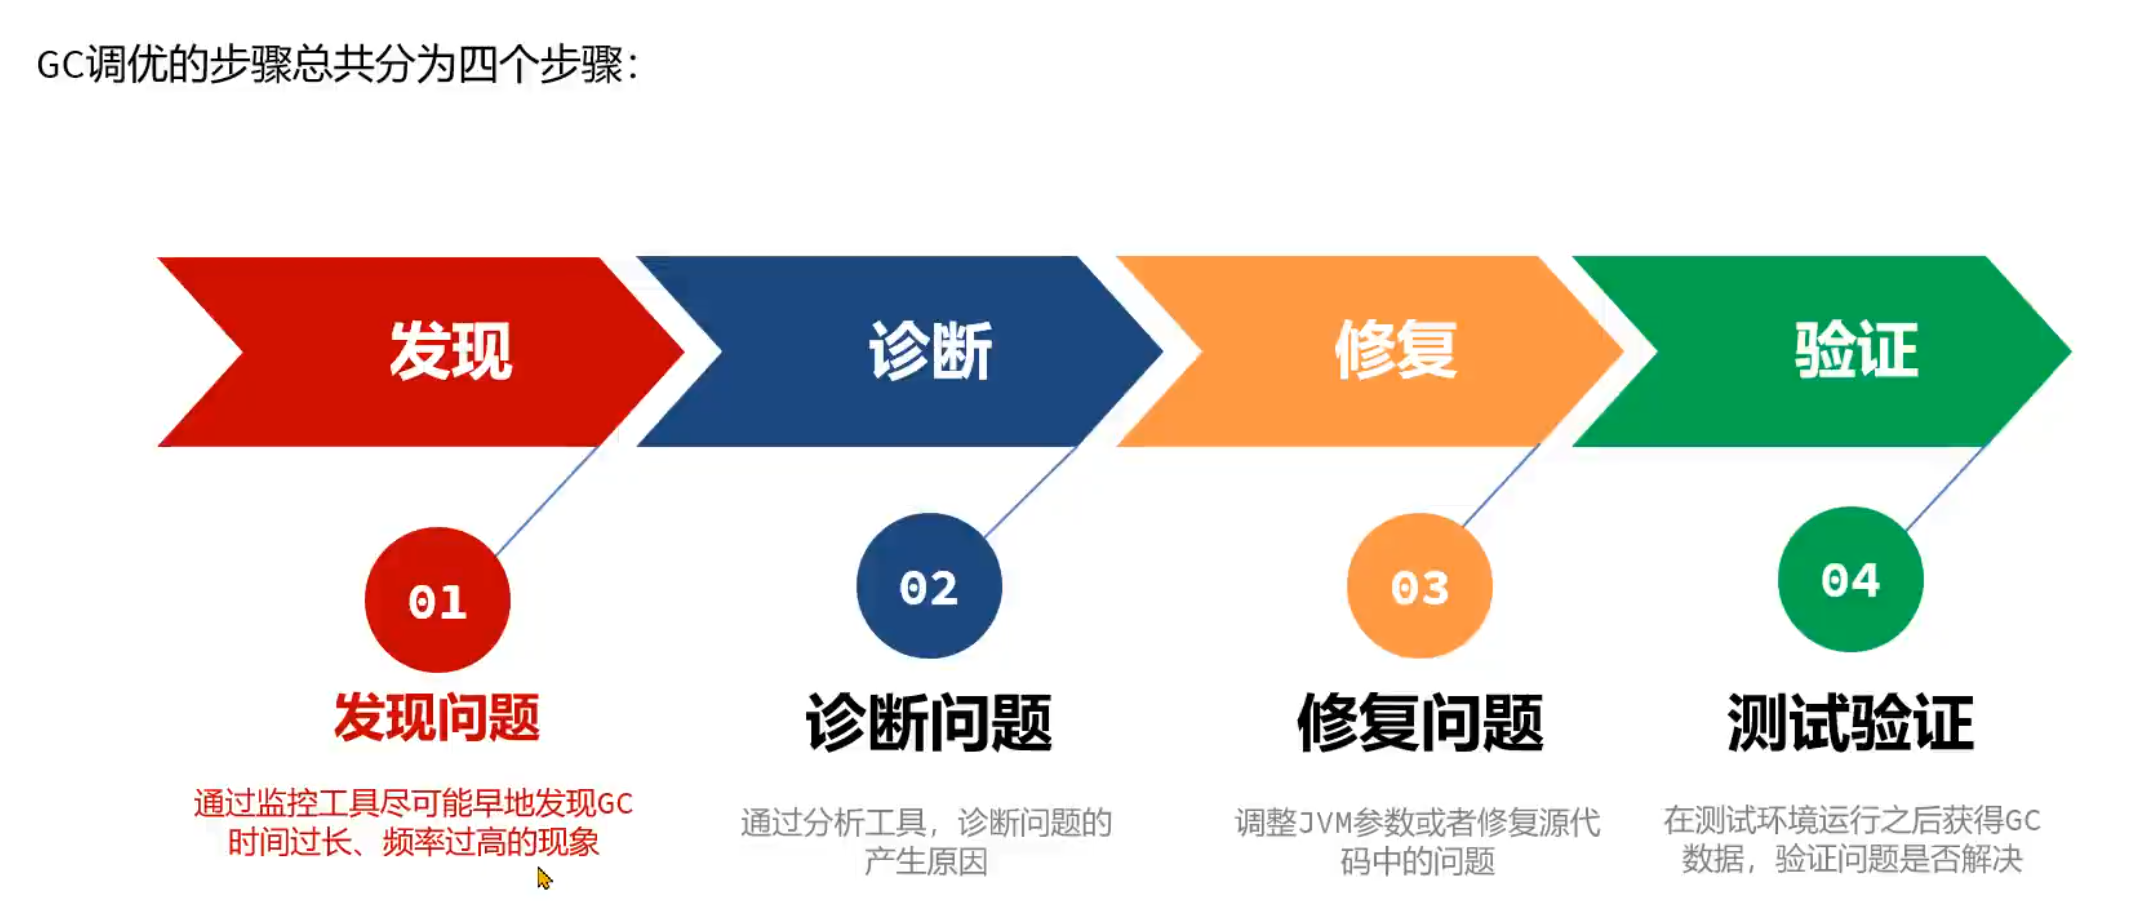 GC调优的步骤总共分为四个步骤：
发现
诊断
修复
验证
01
发现问题
通过监控工具尽可能早地发现GC
时间过长、频率过高的现象
02
诊断问题
通过分析工具，诊断问题的
产生原因
03
修复问题
调整JVM参数或者修复源代
码中的问题
04
测试验证
在测试环境运行之后获得GC
数据，验证问题是否解决